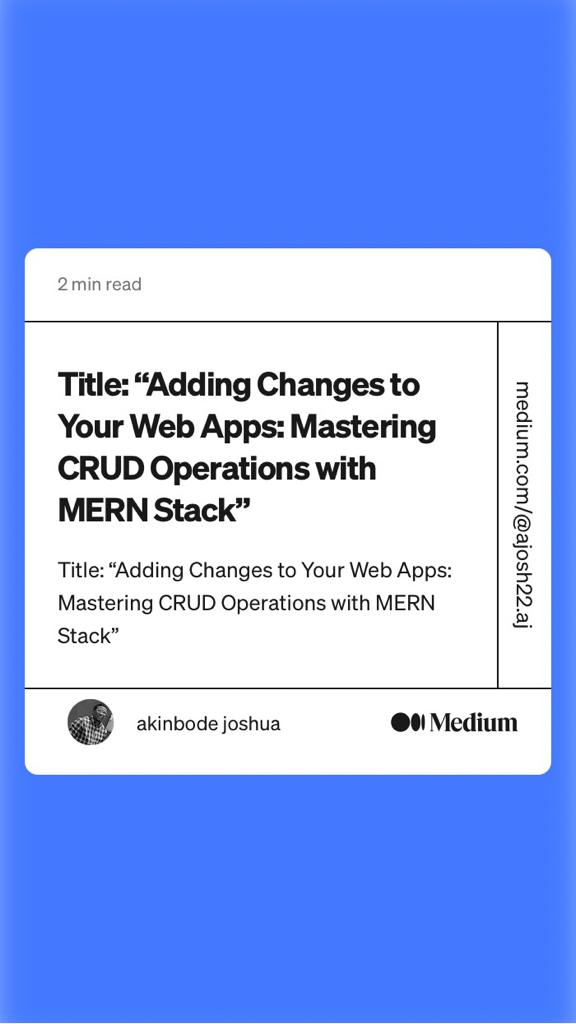 2 min read
Title: “Adding Changes to
Your Web Apps: Mastering
CRUD Operations with
MERN Stack”
Title: “Adding Changes to Your Web Apps:
Mastering CRUD Operations with MERN
Stack”
medium.com/@ajosh22.aj
akinbode joshua
Medium